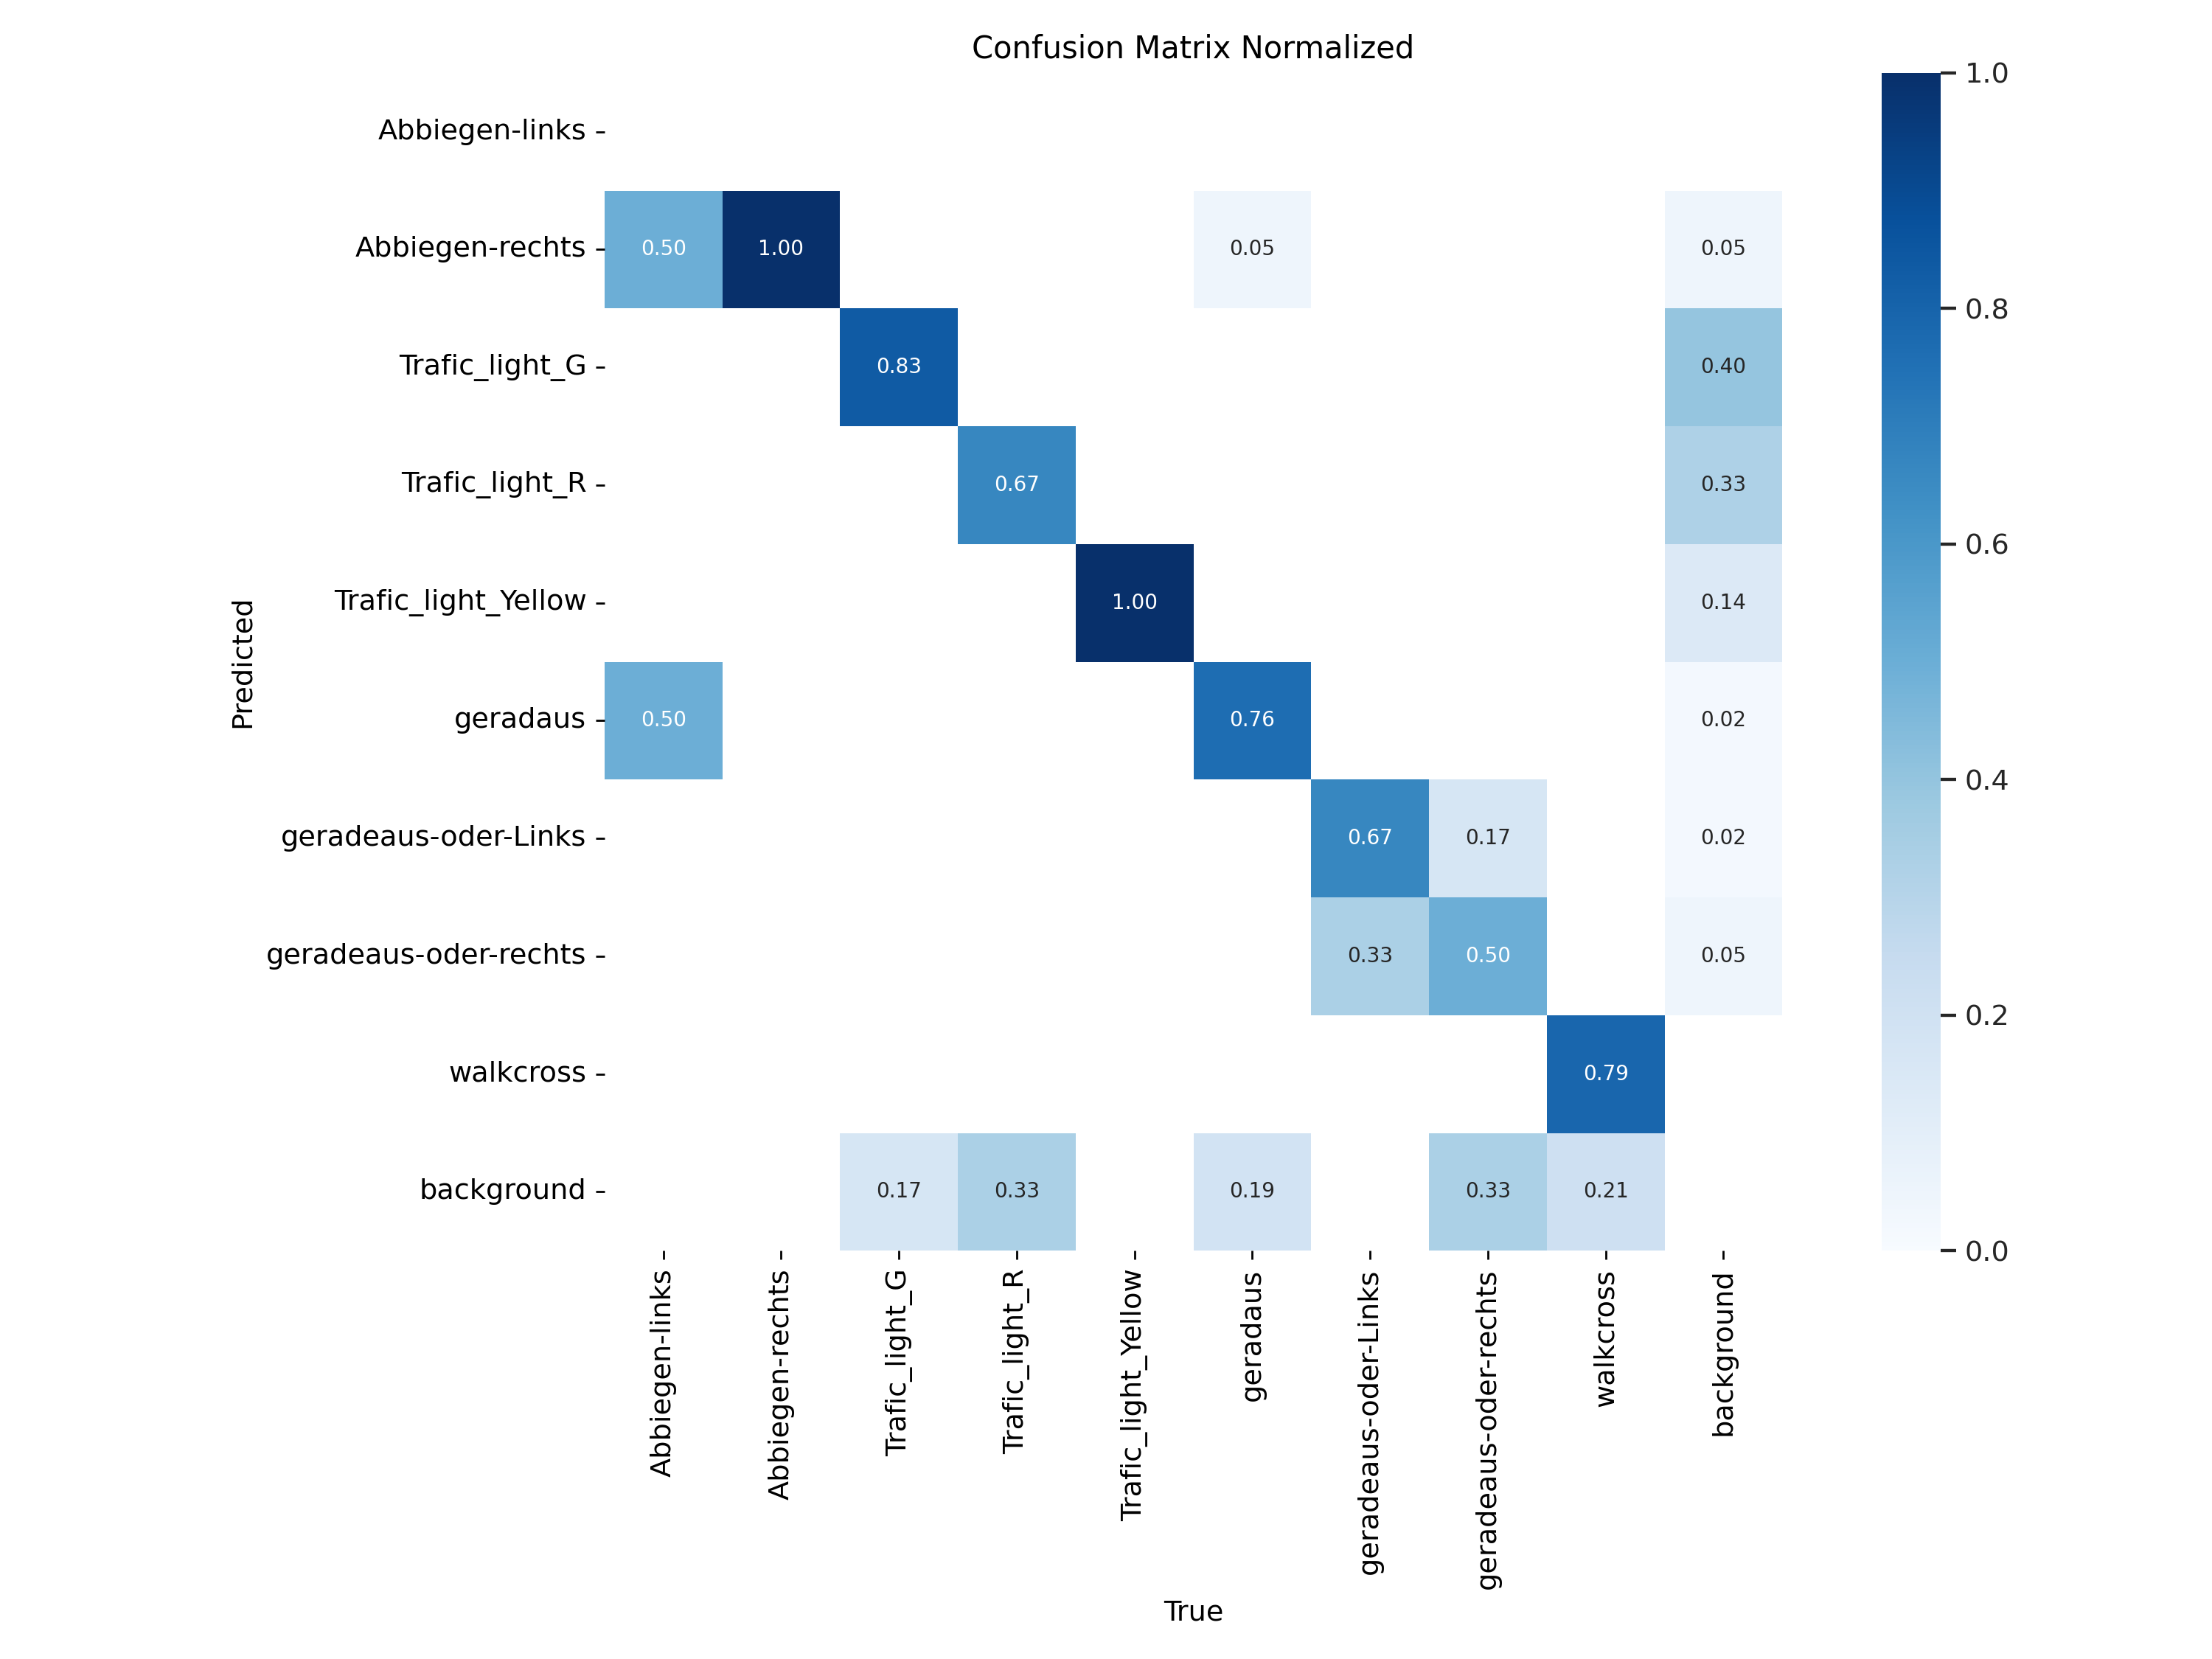 Confusion Matrix Normalized
Abbiegen-links
Abbiegen-rechts 0.50 1.00 0.05 0.05
Trafic_light_G 0.83 0.40
Trafic_light_R 0.67 0.33
Trafic_light_Yellow 1.00 0.14
geradaus 0.50 0.76 0.02
geradeaus-oder-Links 0.67 0.17 0.02
geradeaus-oder-rechts 0.33 0.50 0.05
walkcross 0.79
background 0.17 0.33 0.19 0.33 0.21
Predicted
Abbiegen-links
Abbiegen-rechts
Trafic_light_G
Trafic_light_R
Trafic_light_Yellow
geradaus
geradeaus-oder-Links
geradeaus-oder-rechts
walkcross
background
True
1.0
0.8
0.6
0.4
0.2
0.0